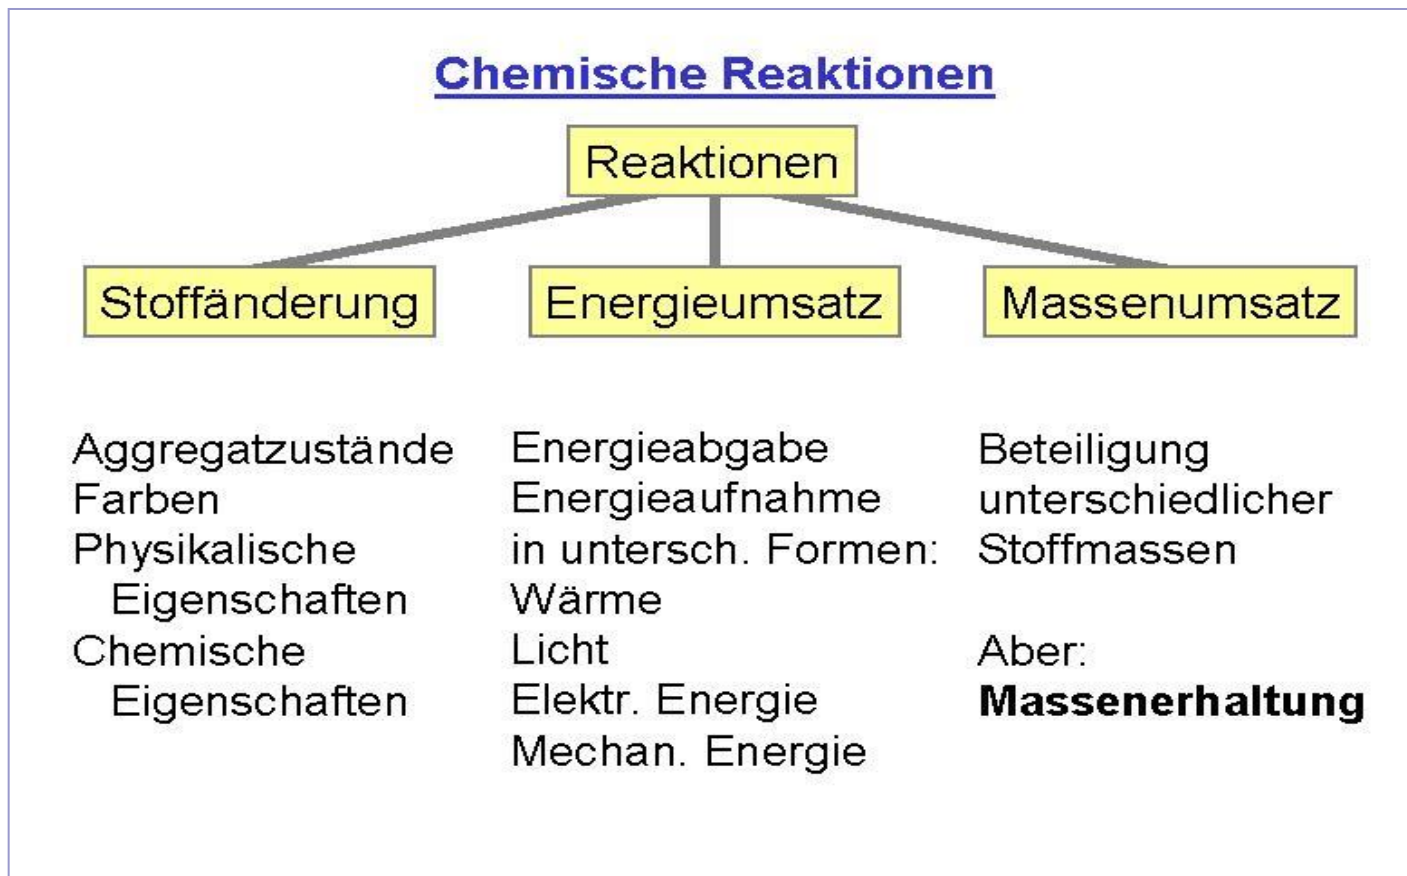 Chemische Reaktionen
Reaktionen
Stoffänderung
Energieumsatz
Massenumsatz
Aggregatzustände
Farben
Physikalische
Eigenschaften
Chemische
Eigenschaften
Energieabgabe
Energieaufnahme
in untersch. Formen:
Wärme
Licht
Elektr. Energie
Mechan. Energie
Beteiligung
unterschiedlicher
Stoffmassen
Aber:
Massenerhaltung